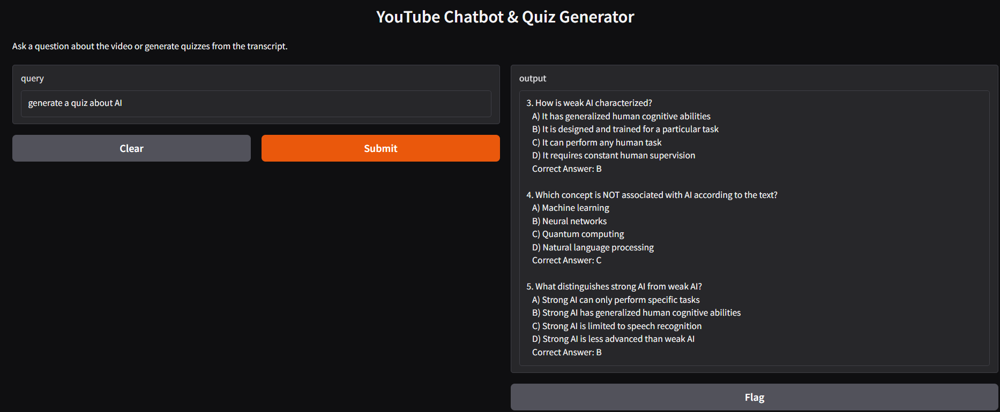 YouTube Chatbot & Quiz Generator
Ask a question about the video or generate quizzes from the transcript.
query
generate a quiz about AI
Clear
Submit
output
3. How is weak AI characterized?
A) It has generalized human cognitive abilities
B) It is designed and trained for a particular task
C) It can perform any human task
D) It requires constant human supervision
Correct Answer: B
4. Which concept is NOT associated with AI according to the text?
A) Machine learning
B) Neural networks
C) Quantum computing
D) Natural language processing
Correct Answer: C
5. What distinguishes strong AI from weak AI?
A) Strong AI can only perform specific tasks
B) Strong AI has generalized human cognitive abilities
C) Strong AI is limited to speech recognition
D) Strong AI is less advanced than weak AI
Correct Answer: B
Flag